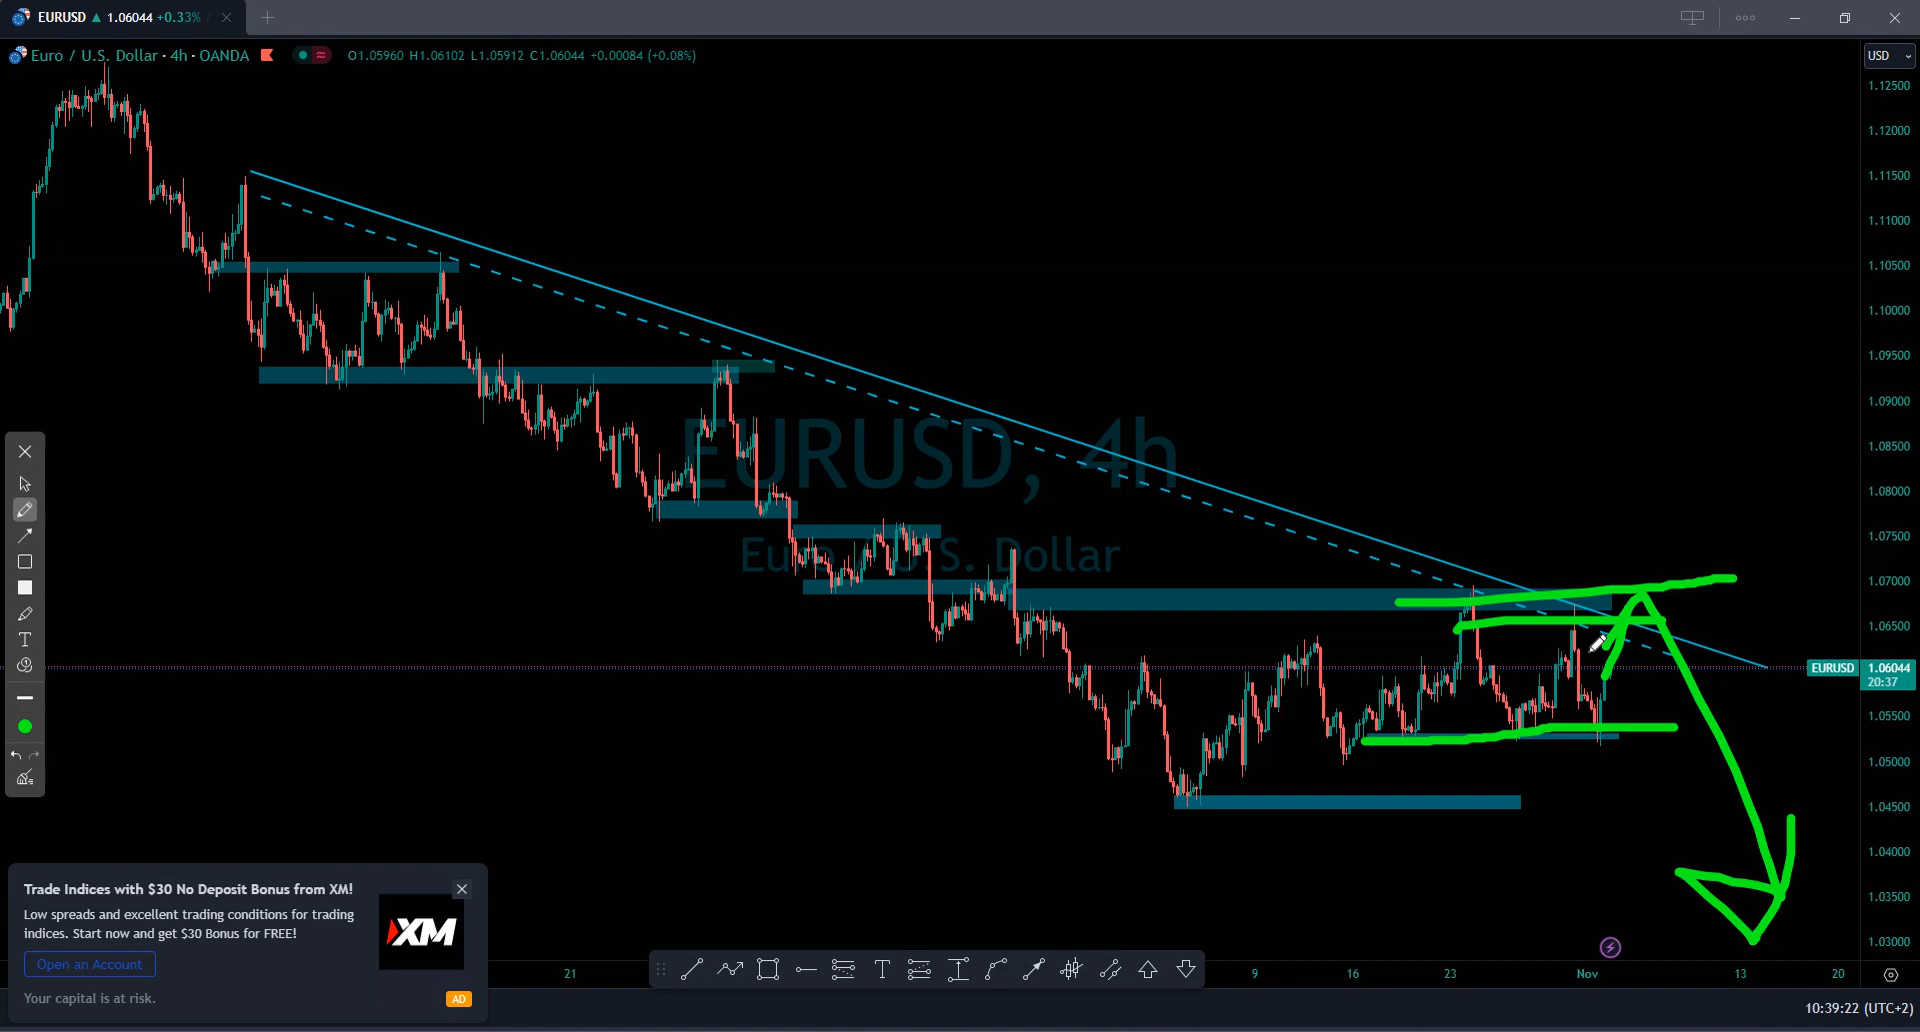 EURUSD ▲ 1.06044 +0.33% /
Euro / U.S. Dollar · 4h · OANDA
O1.05960 H1.06102 L1.05912 C1.06044 +0.00084 (+0.08%)
USD
1.12500
1.12000
1.11500
1.11000
1.10500
1.10000
1.09500
1.09000
1.08500
1.08000
1.07500
1.07000
1.06500
EURUSD 1.06044
20:37
1.05500
1.05000
1.04500
1.04000
1.03500
1.03000
EURUSD, 4h
Euro / U.S. Dollar
Trade Indices with $30 No Deposit Bonus from XM!
Low spreads and excellent trading conditions for trading
indices. Start now and get $30 Bonus for FREE!
XM
Open an Account
Your capital is at risk.
AD
21
9
16
23
Nov
13
20
10:39:22 (UTC+2)